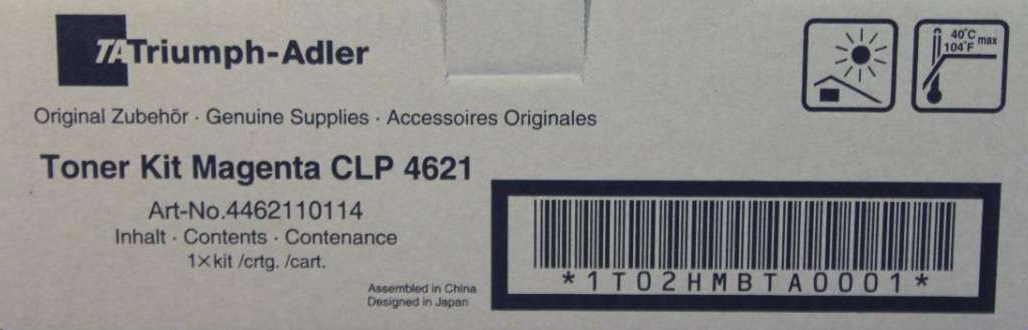 TA Triumph-Adler
40°C max
104°F
Original Zubehör · Genuine Supplies · Accessoires Originales
Toner Kit Magenta CLP 4621
Art-No.4462110114
Inhalt · Contents · Contenance
1×kit /crtg. /cart.
Assembled in China
Designed in Japan
*1T02HMBTA0001*